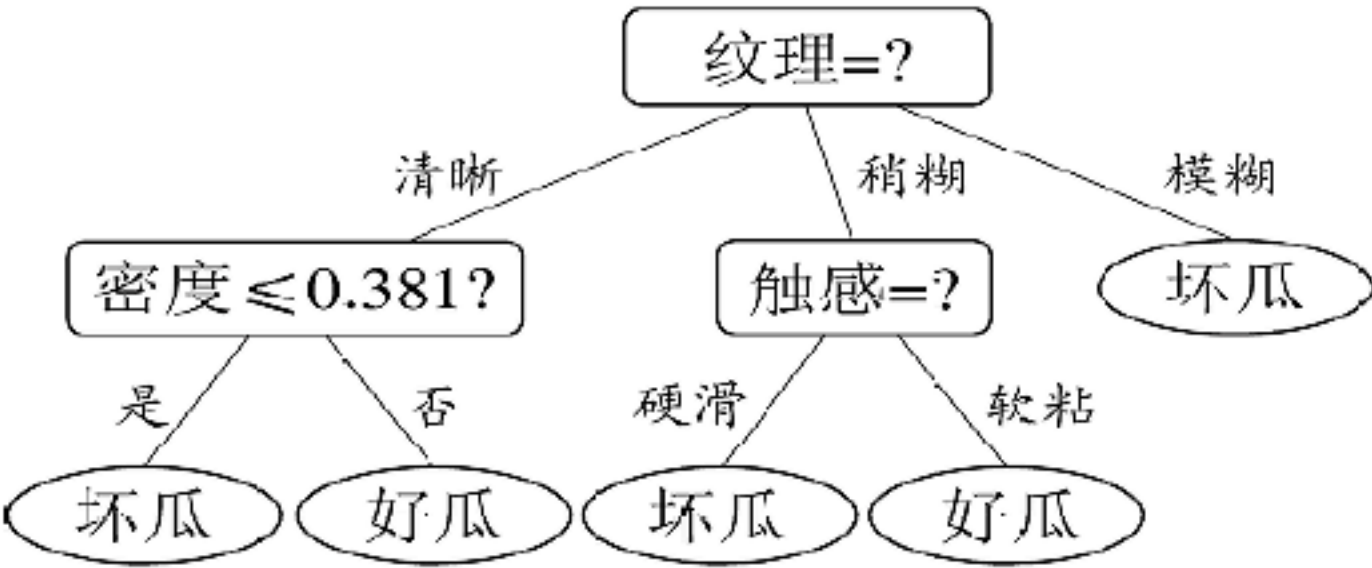 纹理=?
清晰 稍糊 模糊
密度≤0.381? 触感=? 坏瓜
是 否 硬滑 软粘
坏瓜 好瓜 坏瓜 好瓜